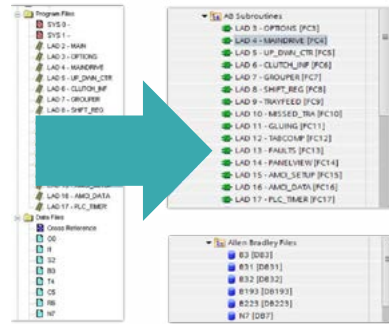 Program Files
SYS 0 -
SYS 1 -
LAD 2 - MAIN
LAD 3 - OPTIONS
LAD 4 - MAINDRIVE
LAD 5 - UP_DWN_CTR
LAD 6 - CLUTCH_INF
LAD 7 - GROUPER
LAD 8 - SHIFT_REG
LAD 16 - AMCI_DATA
LAD 17 - PLC_TIMER
Data Files
Cross Reference
O0
I1
S2
B3
T4
C5
R6
N7
AB Subroutines
LAD 3 - OPTIONS [FC3]
LAD 4 - MAINDRIVE [FC4]
LAD 5 - UP_DWN_CTR [FC5]
LAD 6 - CLUTCH_INF [FC6]
LAD 7 - GROUPER [FC7]
LAD 8 - SHIFT_REG [FC8]
LAD 9 - TRAYFEED [FC9]
LAD 10 - MISSED_TRA [FC10]
LAD 11 - GLUING [FC11]
LAD 12 - TABCOMP [FC12]
LAD 13 - FAULTS [FC13]
LAD 14 - PANELVIEW [FC14]
LAD 15 - AMCI_SETUP [FC15]
LAD 16 - AMCI_DATA [FC16]
LAD 17 - PLC_TIMER [FC17]
Allen Bradley Files
B3 [DB3]
B31 [DB31]
B32 [DB32]
B193 [DB193]
B223 [DB223]
N7 [DB7]